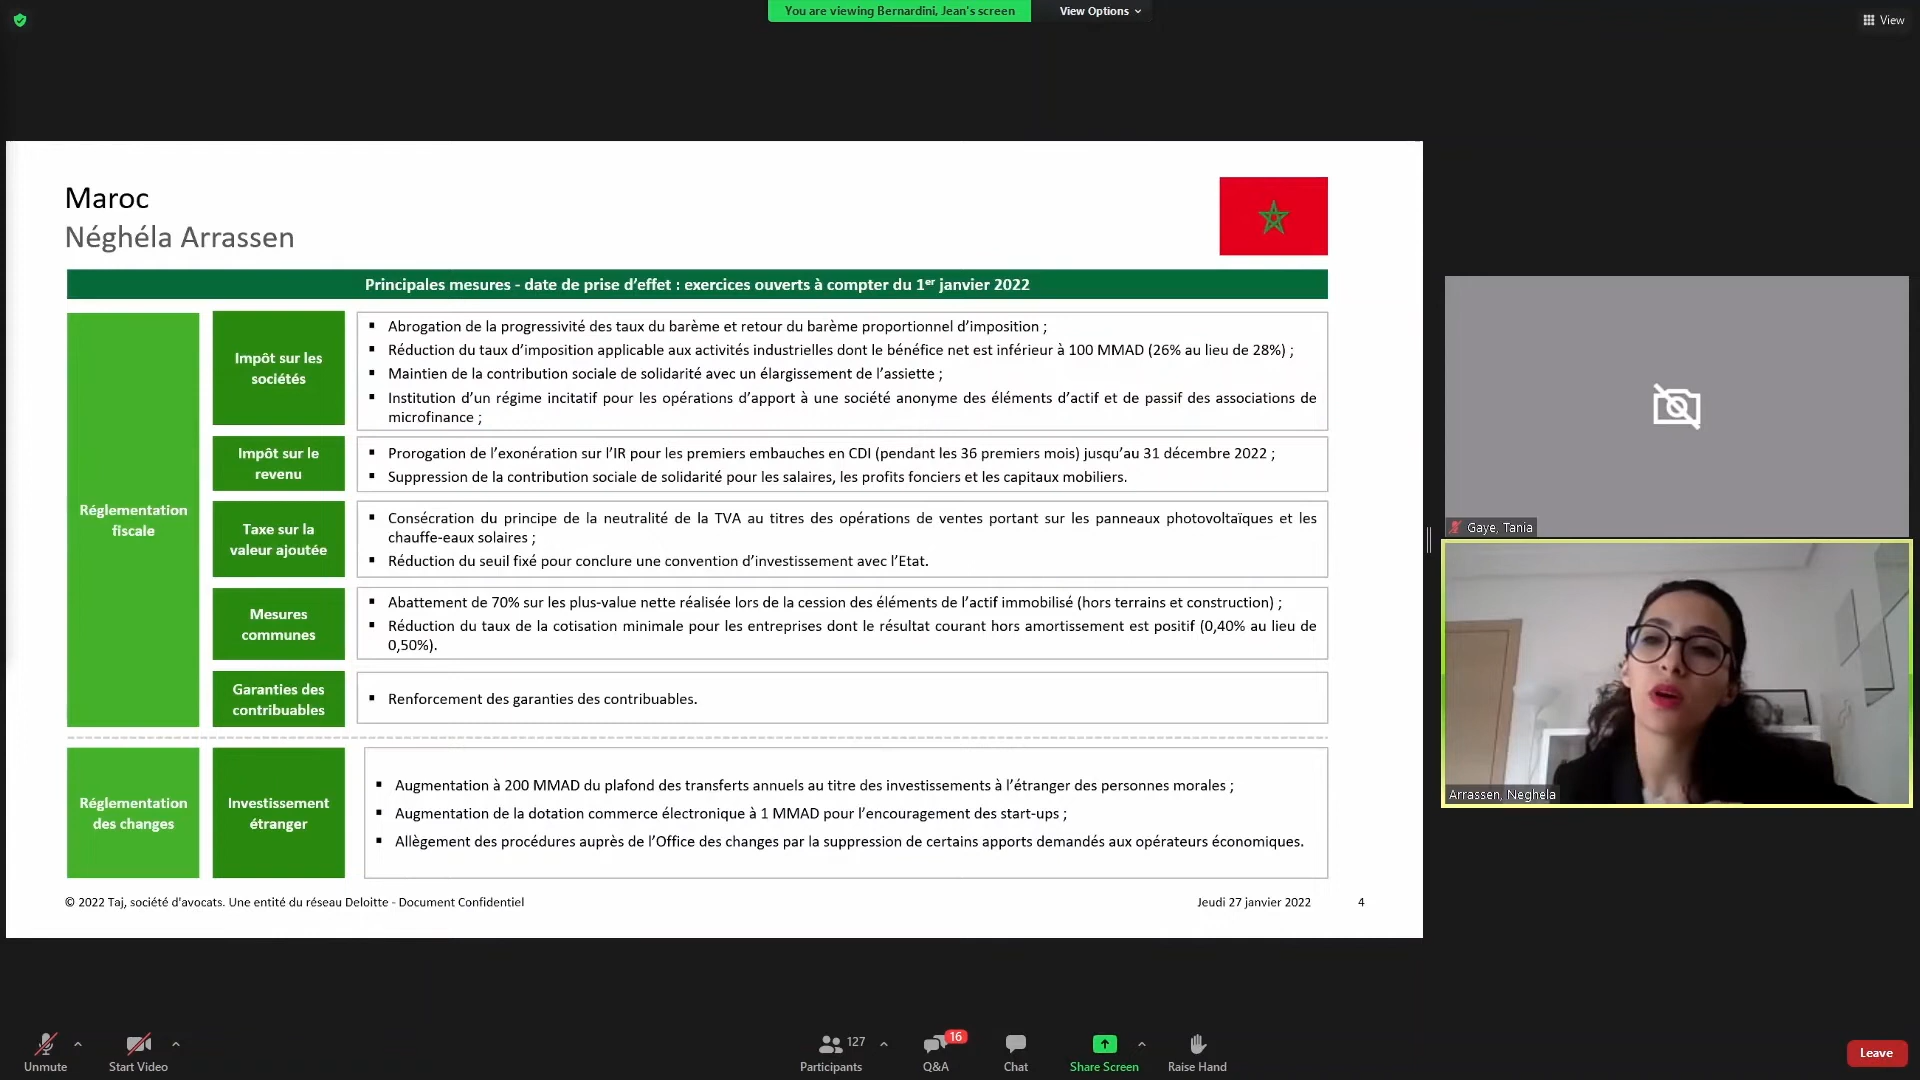 You are viewing Bernardini, Jean's screen
View Options
View
Maroc
Néghéla Arrassen
Principales mesures - date de prise d'effet : exercices ouverts à compter du 1er janvier 2022
Réglementation
fiscale
Impôt sur les
sociétés
▪ Abrogation de la progressivité des taux du barème et retour du barème proportionnel d'imposition ;
▪ Réduction du taux d'imposition applicable aux activités industrielles dont le bénéfice net est inférieur à 100 MMAD (26% au lieu de 28%) ;
▪ Maintien de la contribution sociale de solidarité avec un élargissement de l'assiette ;
▪ Institution d'un régime incitatif pour les opérations d'apport à une société anonyme des éléments d'actif et de passif des associations de
microfinance ;
Impôt sur le
revenu
▪ Prorogation de l'exonération sur l'IR pour les premiers embauches en CDI (pendant les 36 premiers mois) jusqu'au 31 décembre 2022 ;
▪ Suppression de la contribution sociale de solidarité pour les salaires, les profits fonciers et les capitaux mobiliers.
Taxe sur la
valeur ajoutée
▪ Consécration du principe de la neutralité de la TVA au titres des opérations de ventes portant sur les panneaux photovoltaïques et les
chauffe-eaux solaires ;
▪ Réduction du seuil fixé pour conclure une convention d'investissement avec l'Etat.
Mesures
communes
▪ Abattement de 70% sur les plus-value nette réalisée lors de la cession des éléments de l'actif immobilisé (hors terrains et construction) ;
▪ Réduction du taux de la cotisation minimale pour les entreprises dont le résultat courant hors amortissement est positif (0,40% au lieu de
0,50%).
Garanties des
contribuables
▪ Renforcement des garanties des contribuables.
Réglementation
des changes
Investissement
étranger
▪ Augmentation à 200 MMAD du plafond des transferts annuels au titre des investissements à l'étranger des personnes morales ;
▪ Augmentation de la dotation commerce électronique à 1 MMAD pour l'encouragement des start-ups ;
▪ Allègement des procédures auprès de l'Office des changes par la suppression de certains apports demandés aux opérateurs économiques.
© 2022 Taj, société d'avocats. Une entité du réseau Deloitte - Document Confidentiel
Jeudi 27 janvier 2022
4
Gaye, Tania
Arrassen, Neghela
Unmute
Start Video
127
Participants
16
Q&A
Chat
Share Screen
Raise Hand
Leave